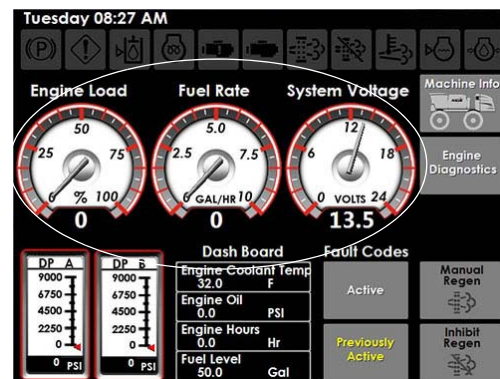 Tuesday 08:27 AM
(P)
Engine Load
50
25 75
0 % 100
0
Fuel Rate
5.0
2.5 7.5
GAL/HR 10
0
System Voltage
12
6 18
0 VOLTS 24
13.5
Machine Info
Engine
Diagnostics
DP A
9000
6750
4500
2250
0
0 PSI
DP B
9000
6750
4500
2250
0
0 PSI
Dash Board
Engine Coolant Temp
32.0 F
Engine Oil
0.0 PSI
Engine Hours
0.0 Hr
Fuel Level
50.0 Gal
Fault Codes
Active
Previously
Active
Manual
Regen
Inhibit
Regen